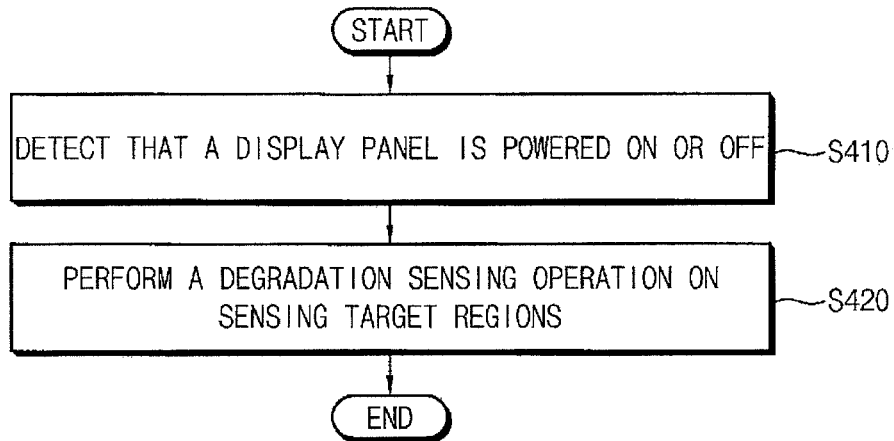 START
DETECT THAT A DISPLAY PANEL IS POWERED ON OR OFF
S410
PERFORM A DEGRADATION SENSING OPERATION ON
SENSING TARGET REGIONS
S420
END